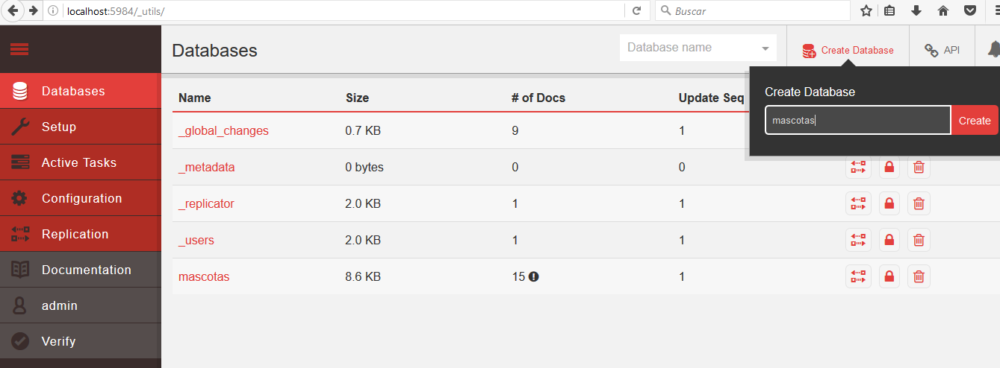 localhost:5984/_utils/
Buscar
Databases
Database name
Create Database
API
Create Database
mascotas
Create
Databases
Setup
Active Tasks
Configuration
Replication
Documentation
admin
Verify
Name Size # of Docs Update Seq
_global_changes 0.7 KB 9 1
_metadata 0 bytes 0 0
_replicator 2.0 KB 1 1
_users 2.0 KB 1 1
mascotas 8.6 KB 15 1